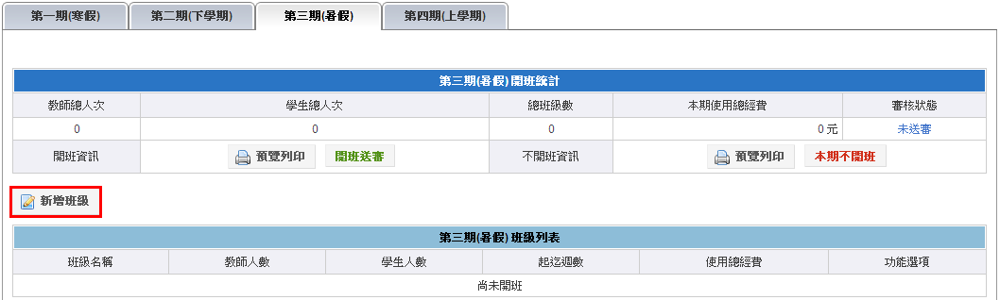 第一期(寒假) 第二期(下學期) 第三期(暑假) 第四期(上學期)
第三期(暑假) 開班統計
教師總人次 學生總人次 總班級數 本期使用總經費 審核狀態
0 0 0 0 元 未送審
開班資訊 預覽列印 開班送審 不開班資訊 預覽列印 本期不開班
新增班級
第三期(暑假) 班級列表
班級名稱 教師人數 學生人數 起迄週數 使用總經費 功能選項
尚未開班